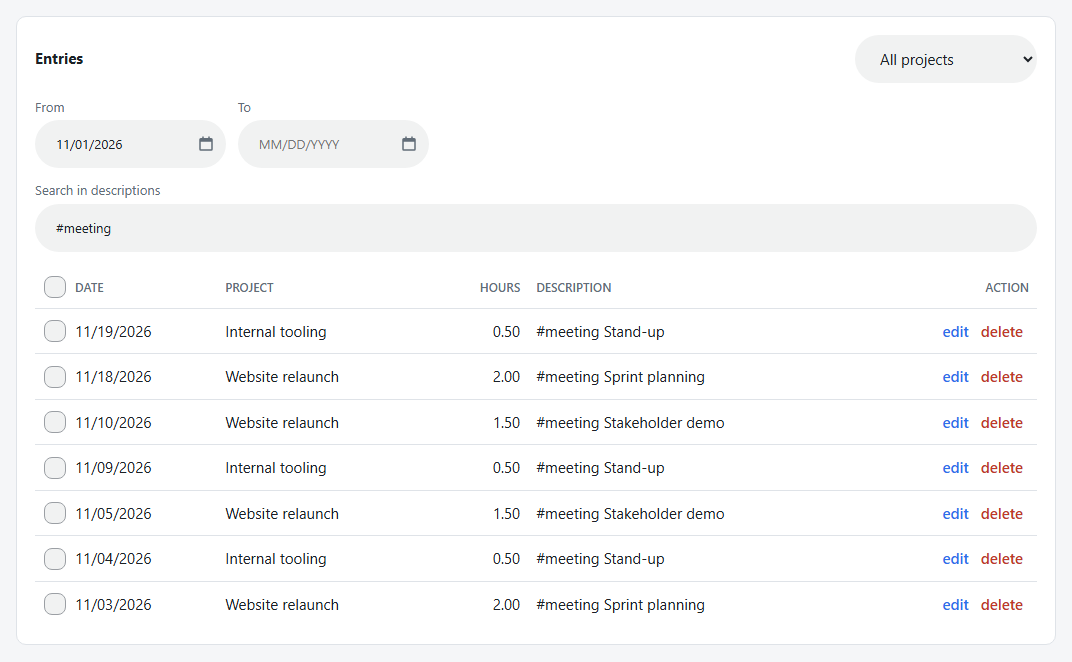 Entries
All projects
From To
11/01/2026 MM/DD/YYYY
Search in descriptions
#meeting
DATE PROJECT HOURS DESCRIPTION ACTION
11/19/2026 Internal tooling 0.50 #meeting Stand-up edit delete
11/18/2026 Website relaunch 2.00 #meeting Sprint planning edit delete
11/10/2026 Website relaunch 1.50 #meeting Stakeholder demo edit delete
11/09/2026 Internal tooling 0.50 #meeting Stand-up edit delete
11/05/2026 Website relaunch 1.50 #meeting Stakeholder demo edit delete
11/04/2026 Internal tooling 0.50 #meeting Stand-up edit delete
11/03/2026 Website relaunch 2.00 #meeting Sprint planning edit delete